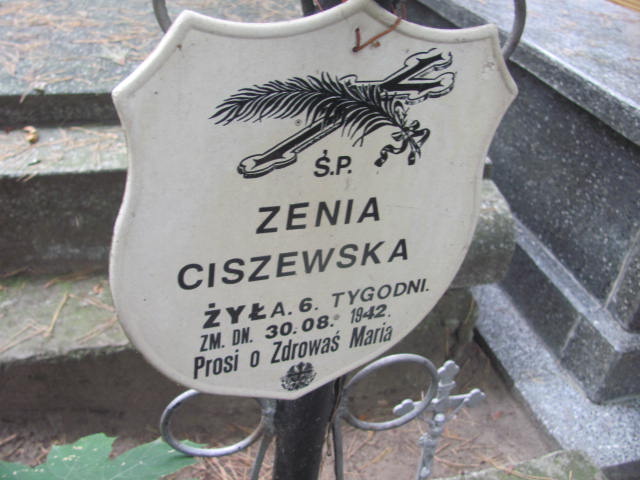 Ś.P.
ZENIA
CISZEWSKA
ŻYŁA. 6. TYGODNI.
ZM. DN. 30.08. 1942.
Prosi o Zdrowaś Maria